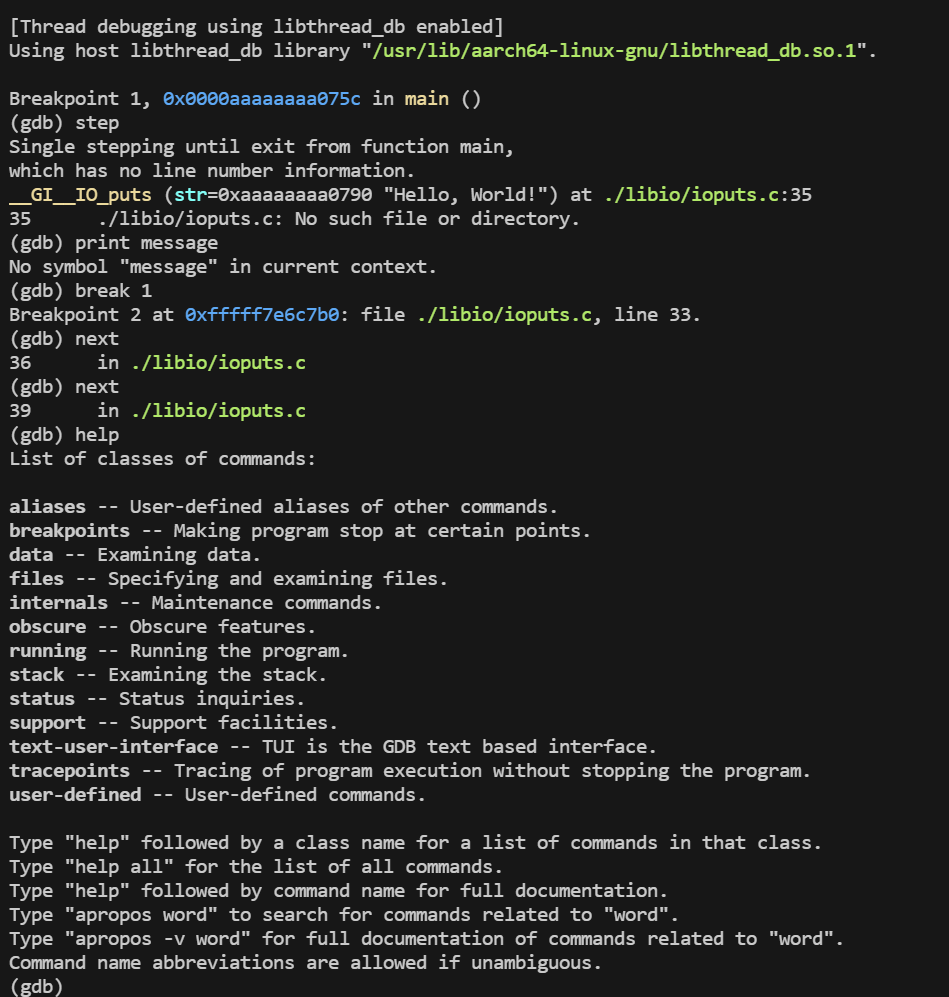 [Thread debugging using libthread_db enabled]
Using host libthread_db library "/usr/lib/aarch64-linux-gnu/libthread_db.so.1".
Breakpoint 1, 0x0000aaaaaaaa075c in main ()
(gdb) step
Single stepping until exit from function main,
which has no line number information.
__GI__IO_puts (str=0xaaaaaaaa0790 "Hello, World!") at ./libio/ioputs.c:35
35      ./libio/ioputs.c: No such file or directory.
(gdb) print message
No symbol "message" in current context.
(gdb) break 1
Breakpoint 2 at 0xfffff7e6c7b0: file ./libio/ioputs.c, line 33.
(gdb) next
36      in ./libio/ioputs.c
(gdb) next
39      in ./libio/ioputs.c
(gdb) help
List of classes of commands:
aliases -- User-defined aliases of other commands.
breakpoints -- Making program stop at certain points.
data -- Examining data.
files -- Specifying and examining files.
internals -- Maintenance commands.
obscure -- Obscure features.
running -- Running the program.
stack -- Examining the stack.
status -- Status inquiries.
support -- Support facilities.
text-user-interface -- TUI is the GDB text based interface.
tracepoints -- Tracing of program execution without stopping the program.
user-defined -- User-defined commands.
Type "help" followed by a class name for a list of commands in that class.
Type "help all" for the list of all commands.
Type "help" followed by command name for full documentation.
Type "apropos word" to search for commands related to "word".
Type "apropos -v word" for full documentation of commands related to "word".
Command name abbreviations are allowed if unambiguous.
(gdb)